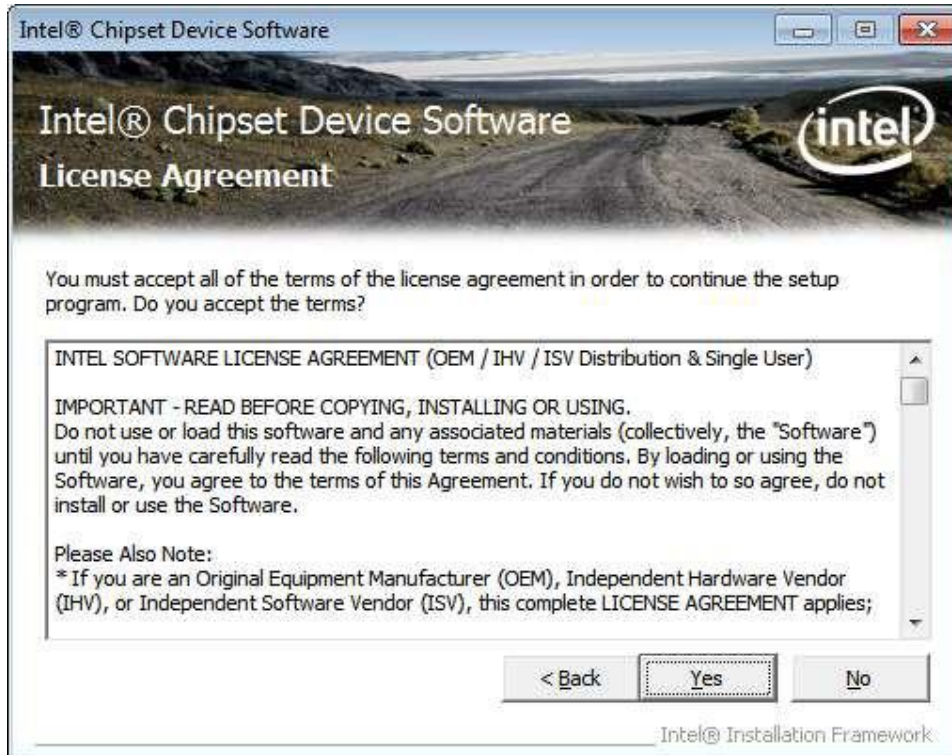 Intel® Chipset Device Software
Intel® Chipset Device Software
intel
License Agreement
You must accept all of the terms of the license agreement in order to continue the setup
program. Do you accept the terms?
INTEL SOFTWARE LICENSE AGREEMENT (OEM / IHV / ISV Distribution & Single User)
IMPORTANT - READ BEFORE COPYING, INSTALLING OR USING.
Do not use or load this software and any associated materials (collectively, the "Software")
until you have carefully read the following terms and conditions. By loading or using the
Software, you agree to the terms of this Agreement. If you do not wish to so agree, do not
install or use the Software.
Please Also Note:
* If you are an Original Equipment Manufacturer (OEM), Independent Hardware Vendor
(IHV), or Independent Software Vendor (ISV), this complete LICENSE AGREEMENT applies;
< Back Yes No
Intel® Installation Framework